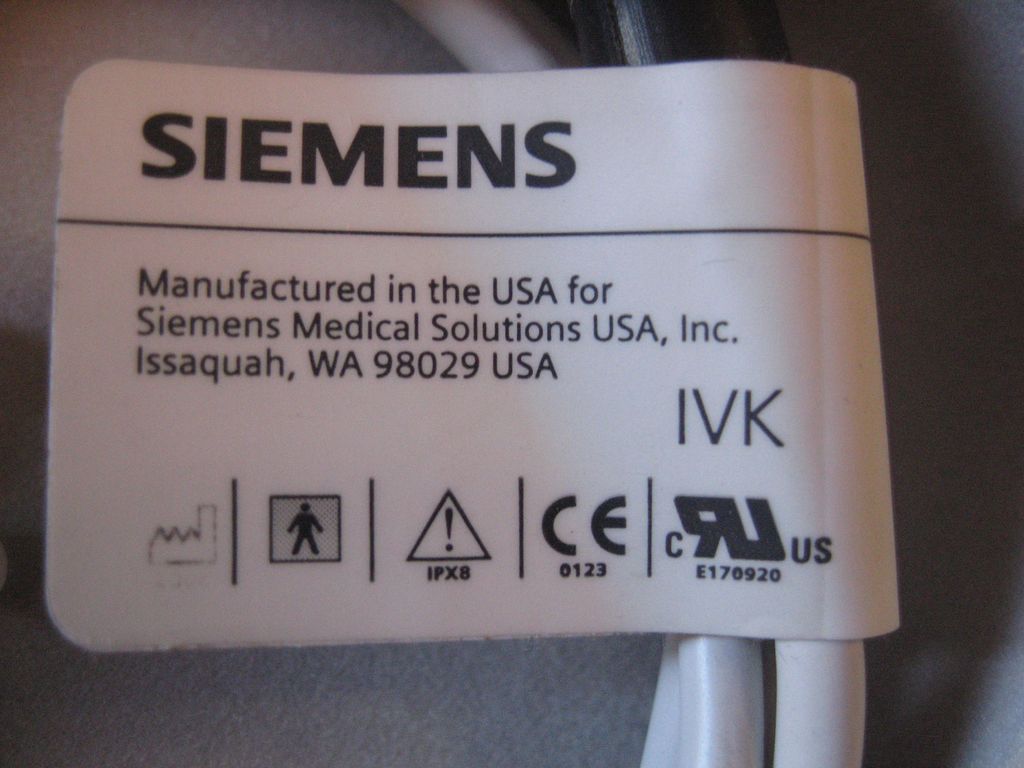 SIEMENS
Manufactured in the USA for
Siemens Medical Solutions USA, Inc.
Issaquah, WA 98029 USA
IVK
IPX8
CE
0123
c RU US
E170920